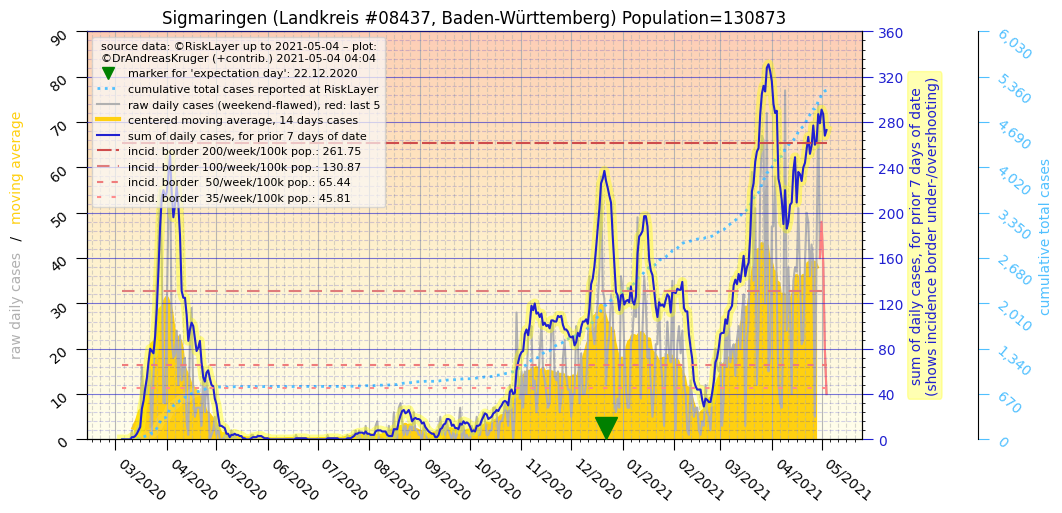 Sigmaringen (Landkreis #08437, Baden-Württemberg) Population=130873
source data: ©RiskLayer up to 2021-05-04 – plot:
©DrAndreasKruger (+contrib.) 2021-05-04 04:04
marker for 'expectation day': 22.12.2020
cumulative total cases reported at RiskLayer
raw daily cases (weekend-flawed), red: last 5
centered moving average, 14 days cases
sum of daily cases, for prior 7 days of date
incid. border 200/week/100k pop.: 261.75
incid. border 100/week/100k pop.: 130.87
incid. border  50/week/100k pop.: 65.44
incid. border  35/week/100k pop.: 45.81
raw daily cases  /  moving average
90
80
70
60
50
40
30
20
10
0
03/2020
04/2020
05/2020
06/2020
07/2020
08/2020
09/2020
10/2020
11/2020
12/2020
01/2021
02/2021
03/2021
04/2021
05/2021
360
320
280
240
200
160
120
80
40
0
sum of daily cases, for prior 7 days of date
(shows incidence border under-/overshooting)
6,030
5,360
4,690
4,020
3,350
2,680
2,010
1,340
670
0
cumulative total cases